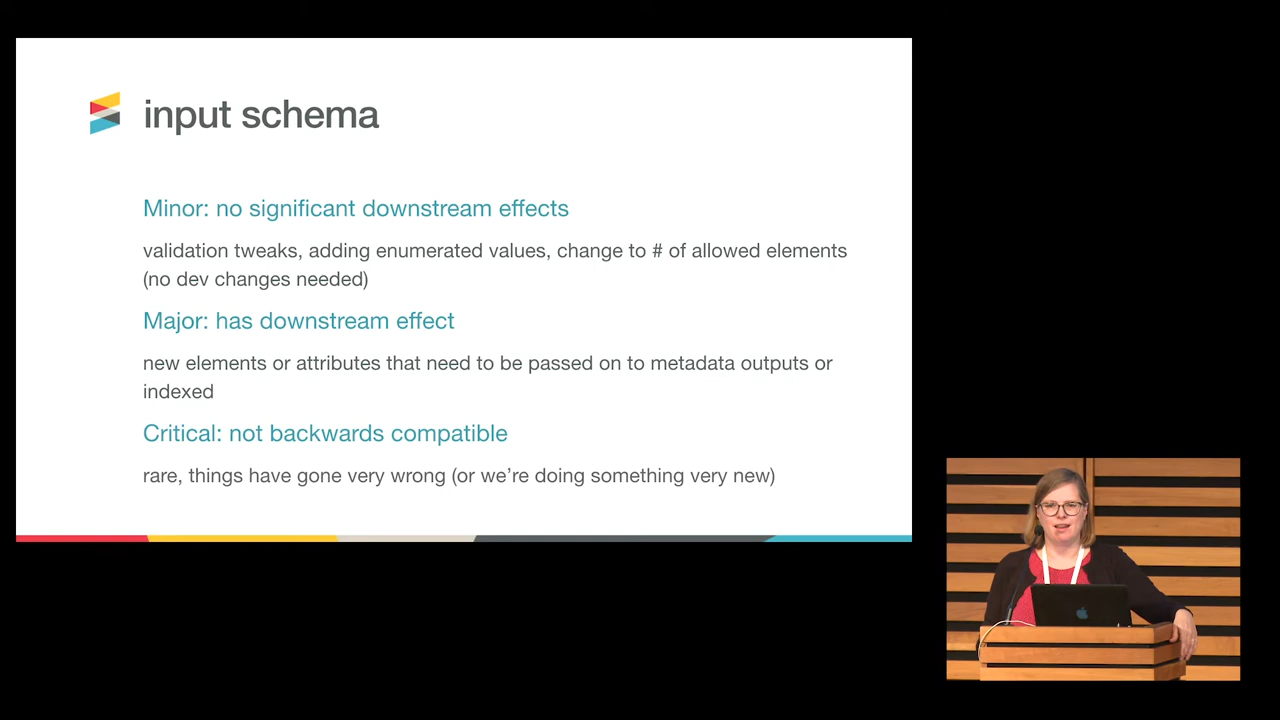 input schema
Minor: no significant downstream effects
validation tweaks, adding enumerated values, change to # of allowed elements
(no dev changes needed)
Major: has downstream effect
new elements or attributes that need to be passed on to metadata outputs or
indexed
Critical: not backwards compatible
rare, things have gone very wrong (or we’re doing something very new)